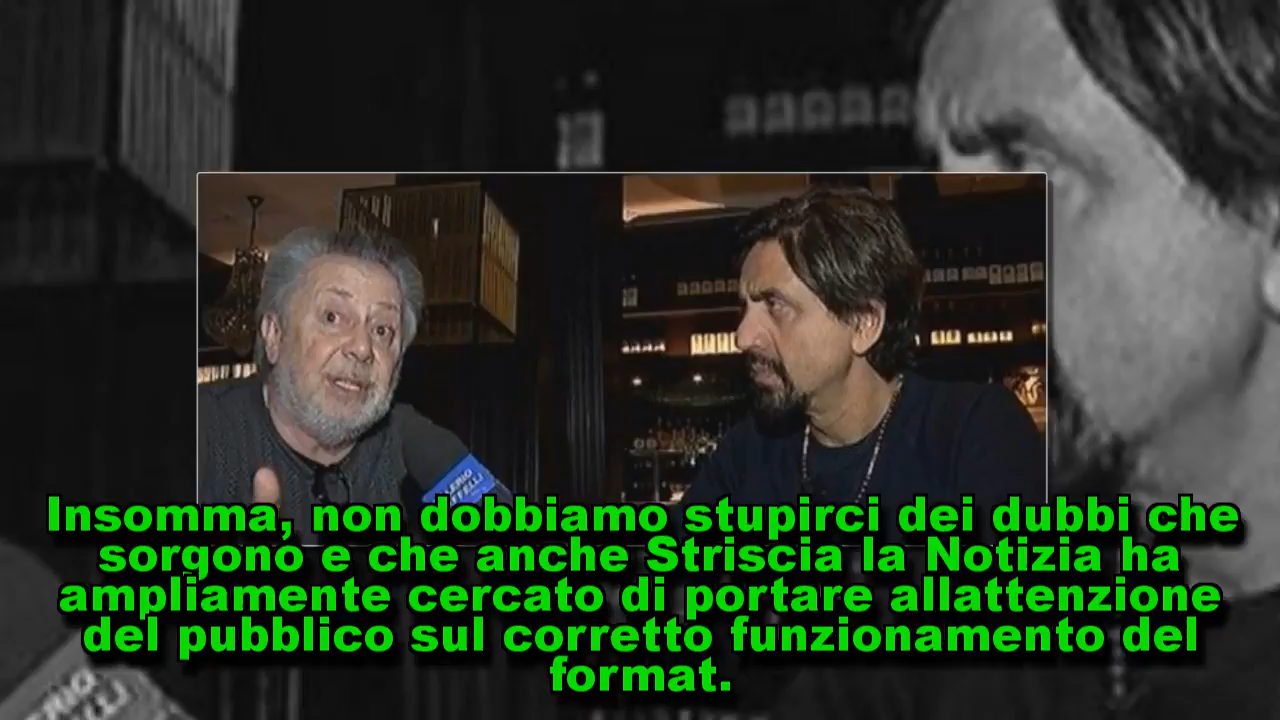 Insomma, non dobbiamo stupirci dei dubbi che
sorgono e che anche Striscia la Notizia ha
ampliamente cercato di portare allattenzione
del pubblico sul corretto funzionamento del
format.